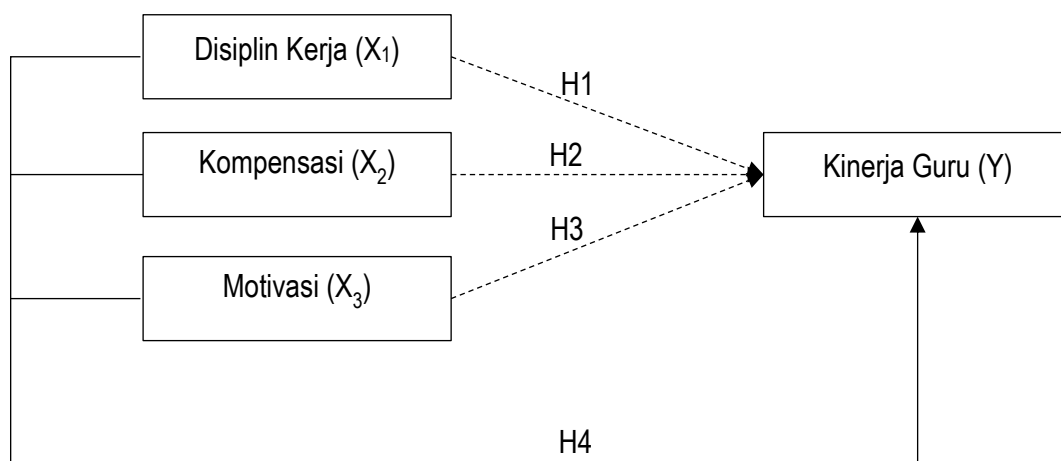 Disiplin Kerja (X₁)
H1
Kompensasi (X₂)
H2
Kinerja Guru (Y)
H3
Motivasi (X₃)
H4